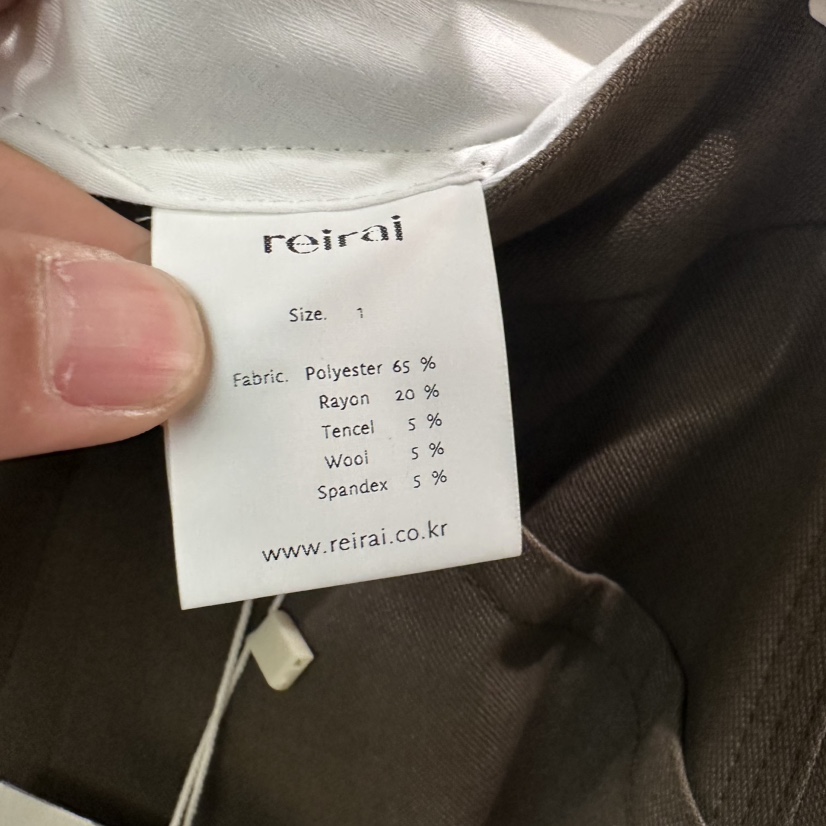 reirai
Size. 1
Fabric. Polyester 65 %
Rayon 20 %
Tencel 5 %
Wool 5 %
Spandex 5 %
www.reirai.co.kr